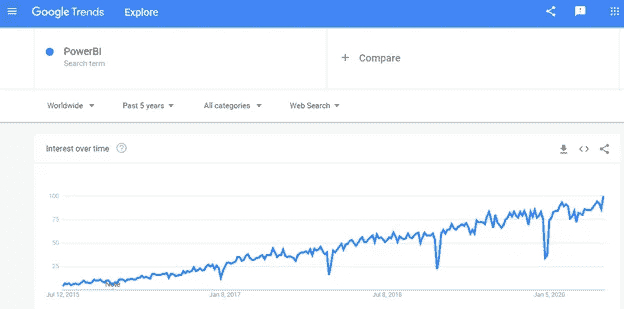 Google Trends Explore
PowerBI
Search term
+ Compare
Worldwide
Past 5 years
All categories
Web Search
Interest over time
100
75
50
25
Note
Jul 12, 2015
Jan 8, 2017
Jul 8, 2018
Jan 5, 2020